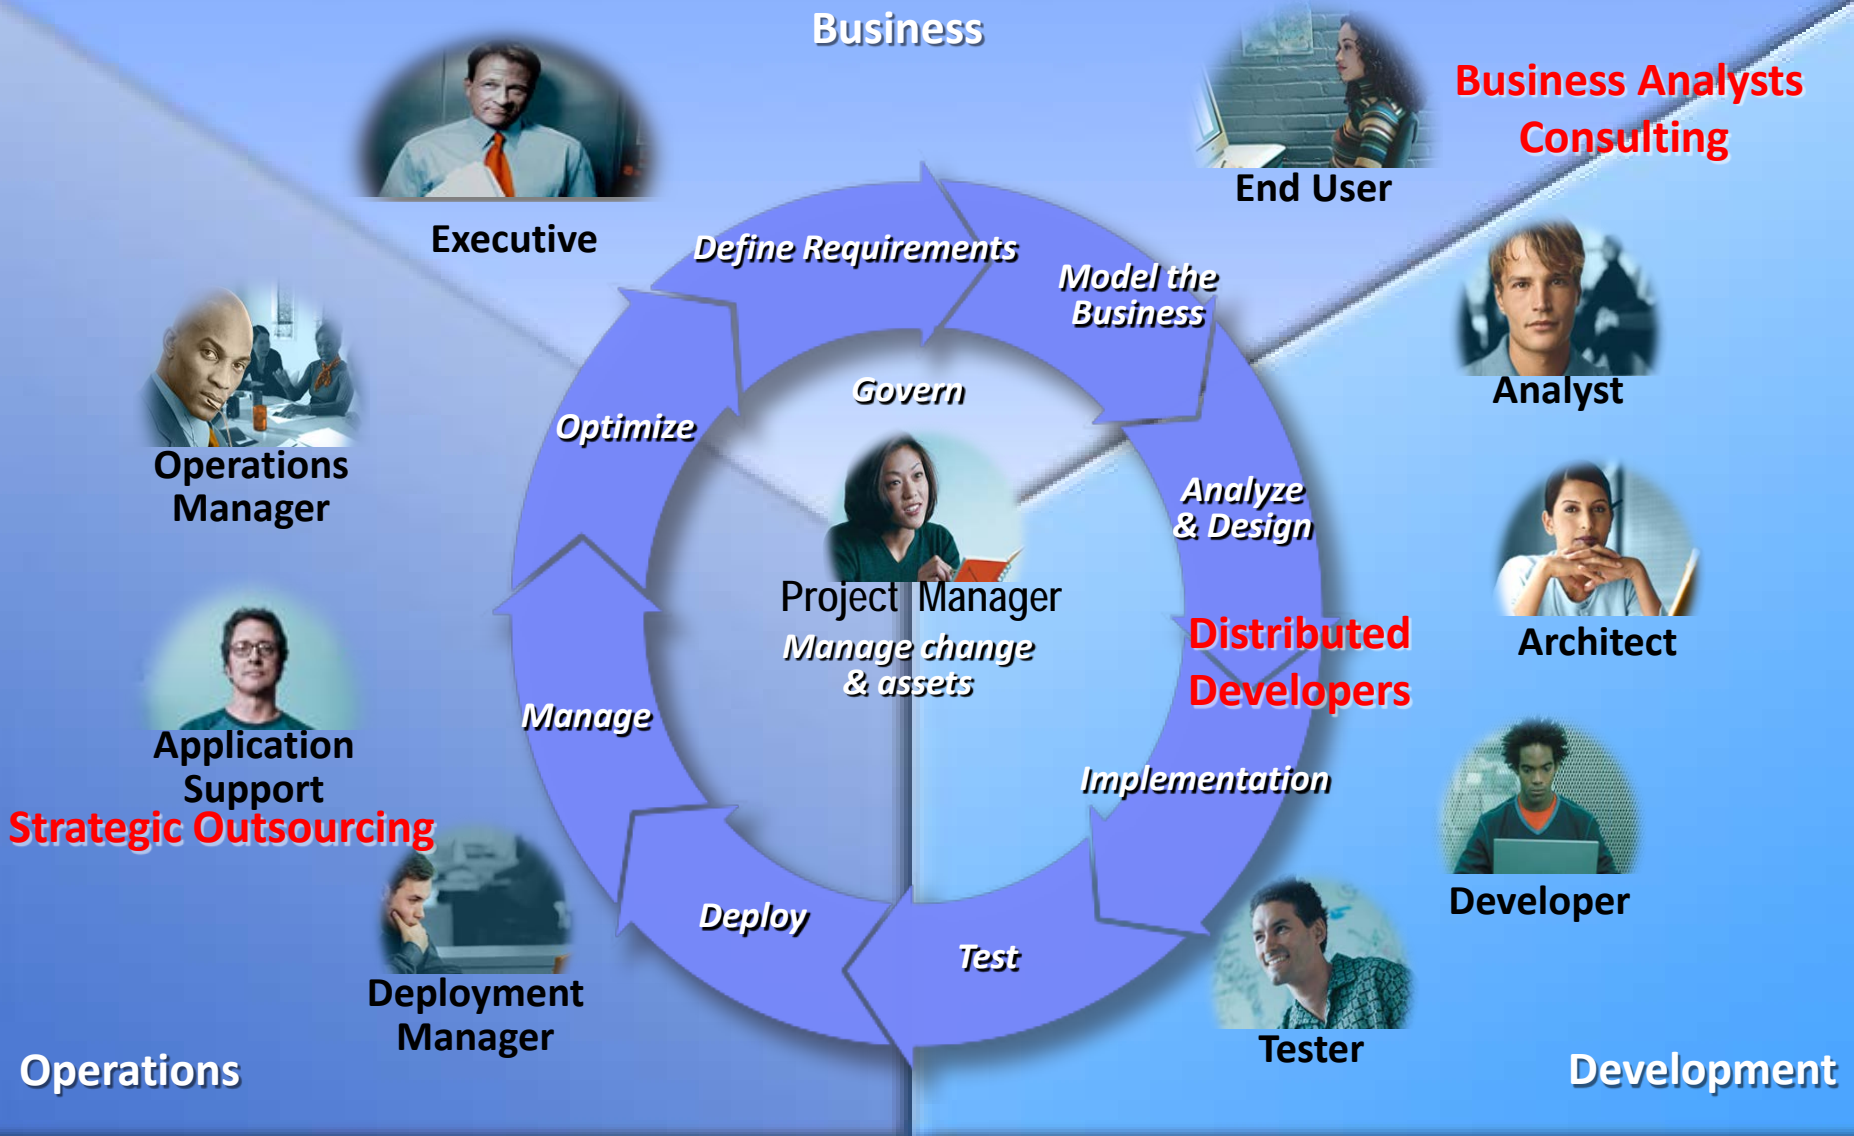 Business
Business Analysts
Consulting
End User
Executive
Define Requirements
Model the
Business
Analyst
Govern
Optimize
Operations
Manager
Analyze
& Design
Project Manager
Manage change
& assets
Distributed
Developers
Architect
Manage
Application
Support
Strategic Outsourcing
Implementation
Developer
Deploy
Test
Deployment
Manager
Tester
Operations
Development